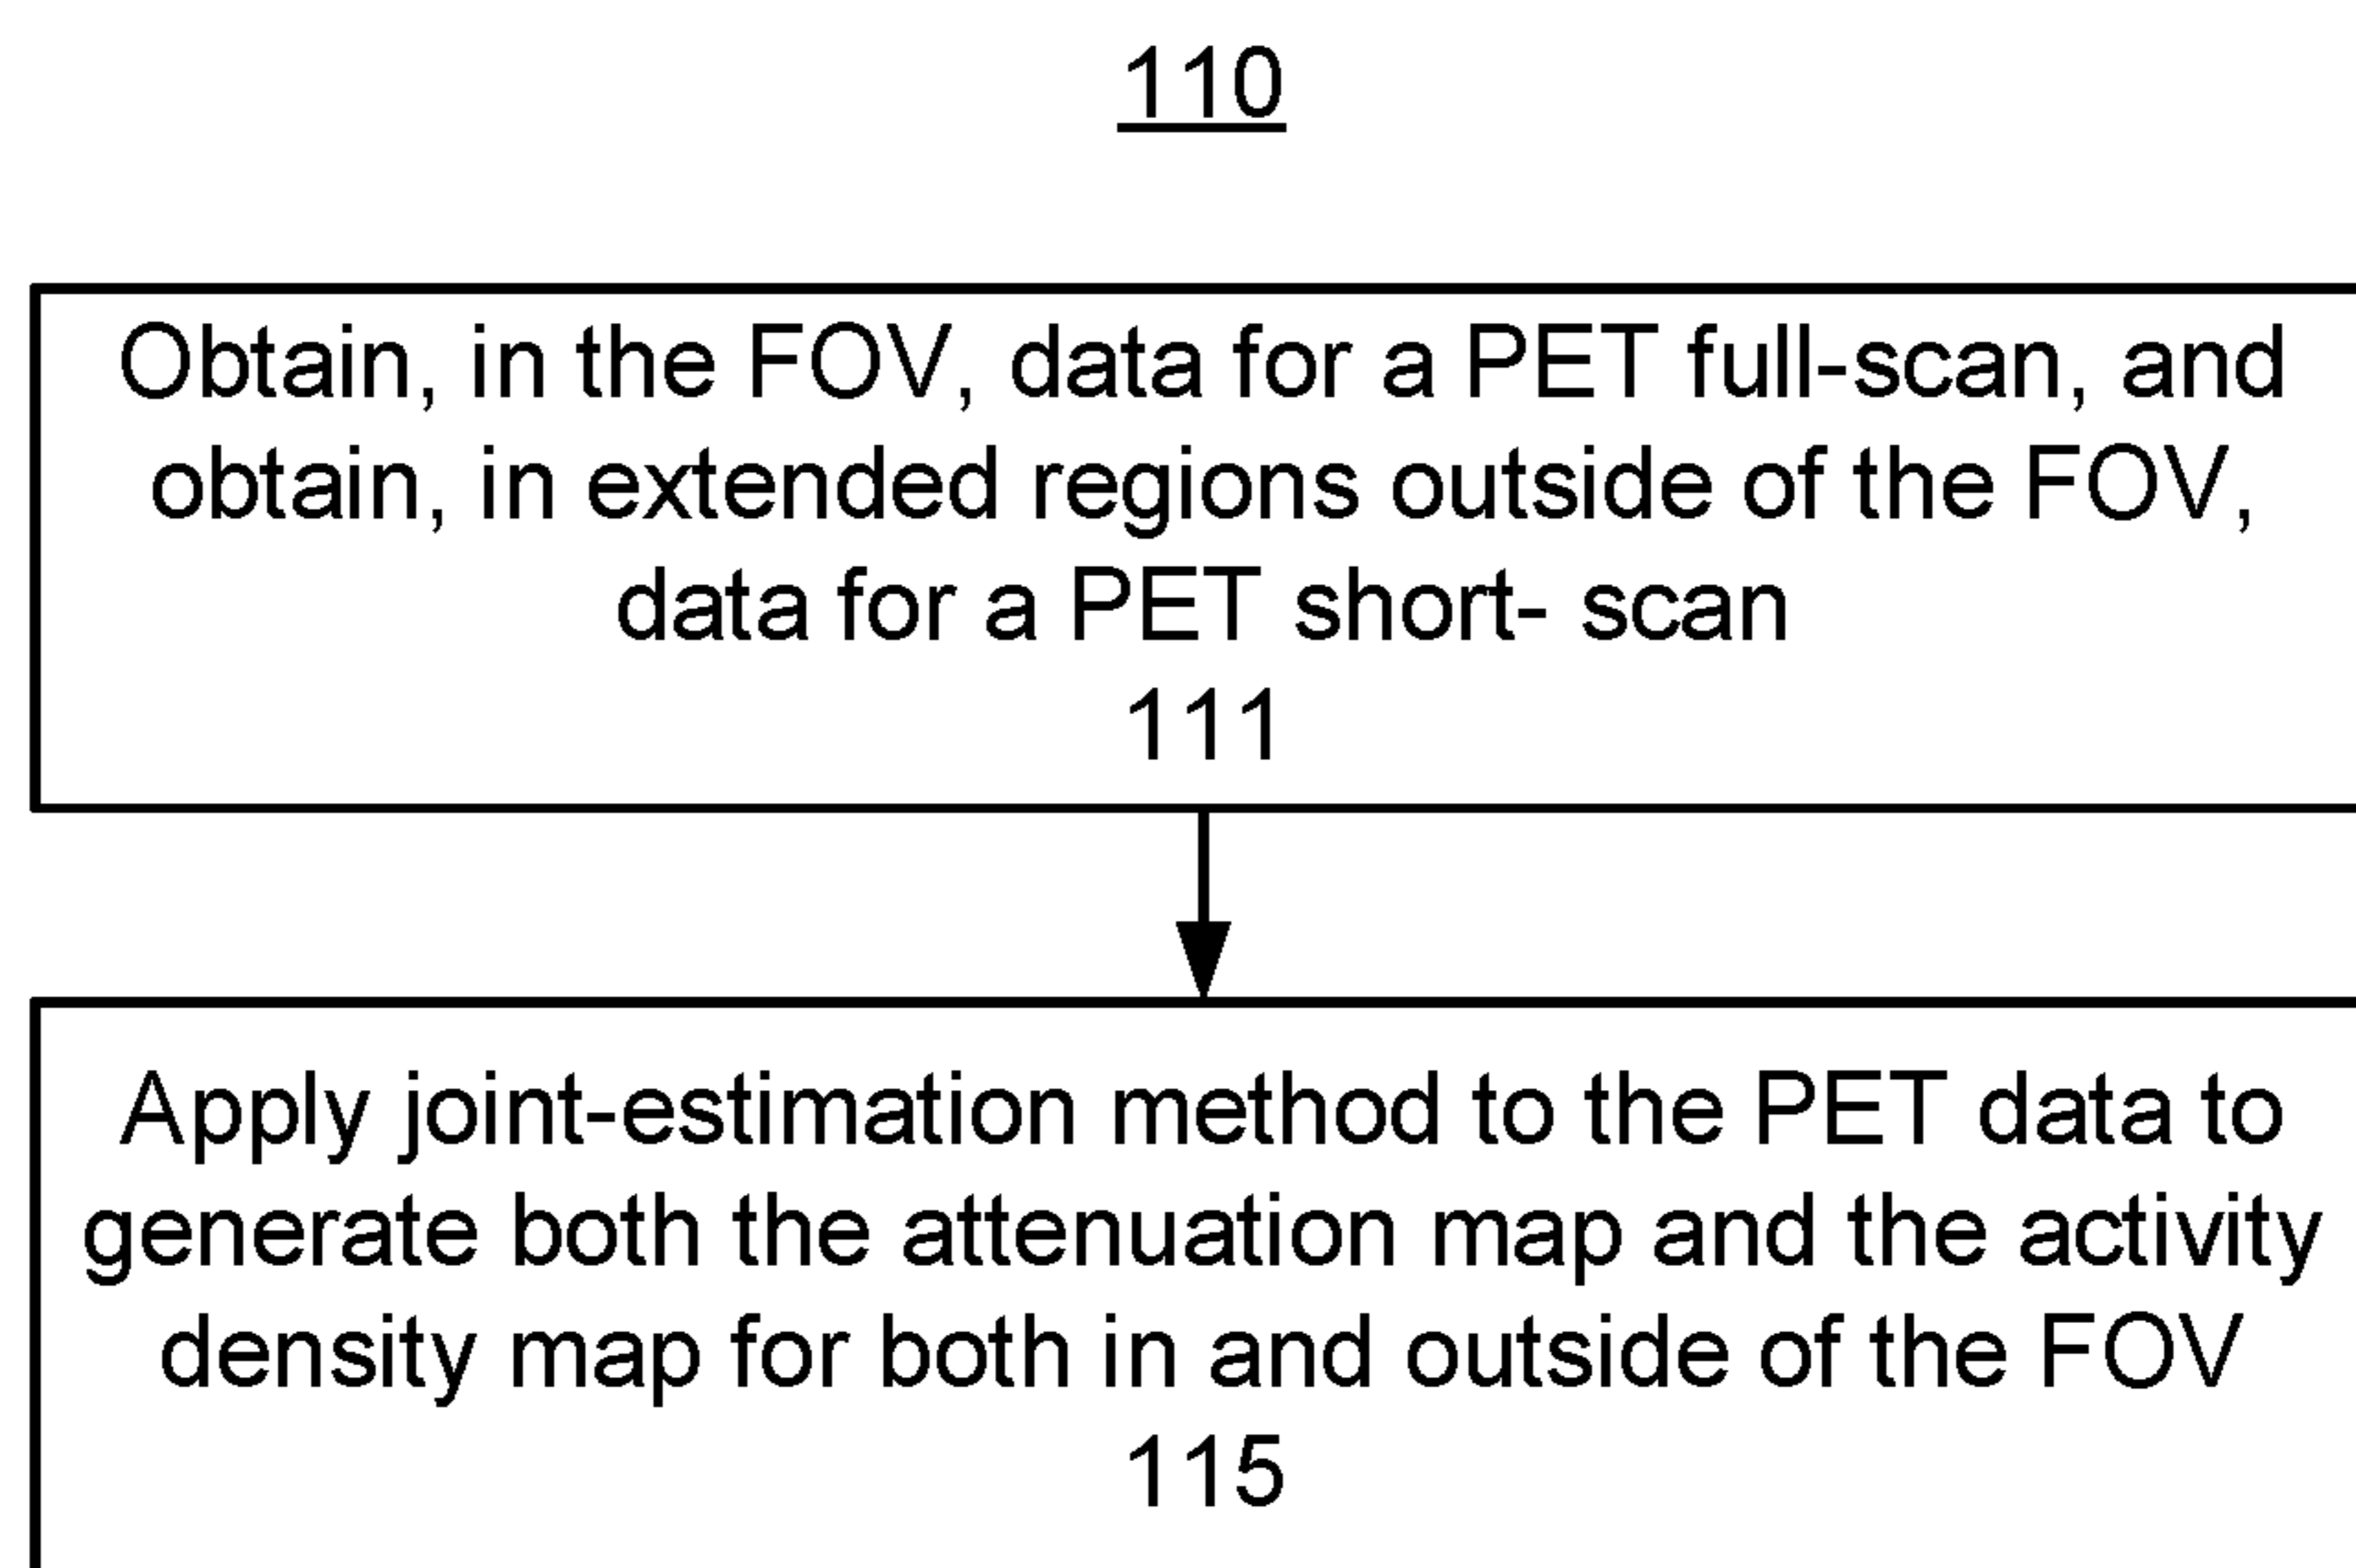 110
Obtain, in the FOV, data for a PET full-scan, and
obtain, in extended regions outside of the FOV,
data for a PET short- scan
111
Apply joint-estimation method to the PET data to
generate both the attenuation map and the activity
density map for both in and outside of the FOV
115